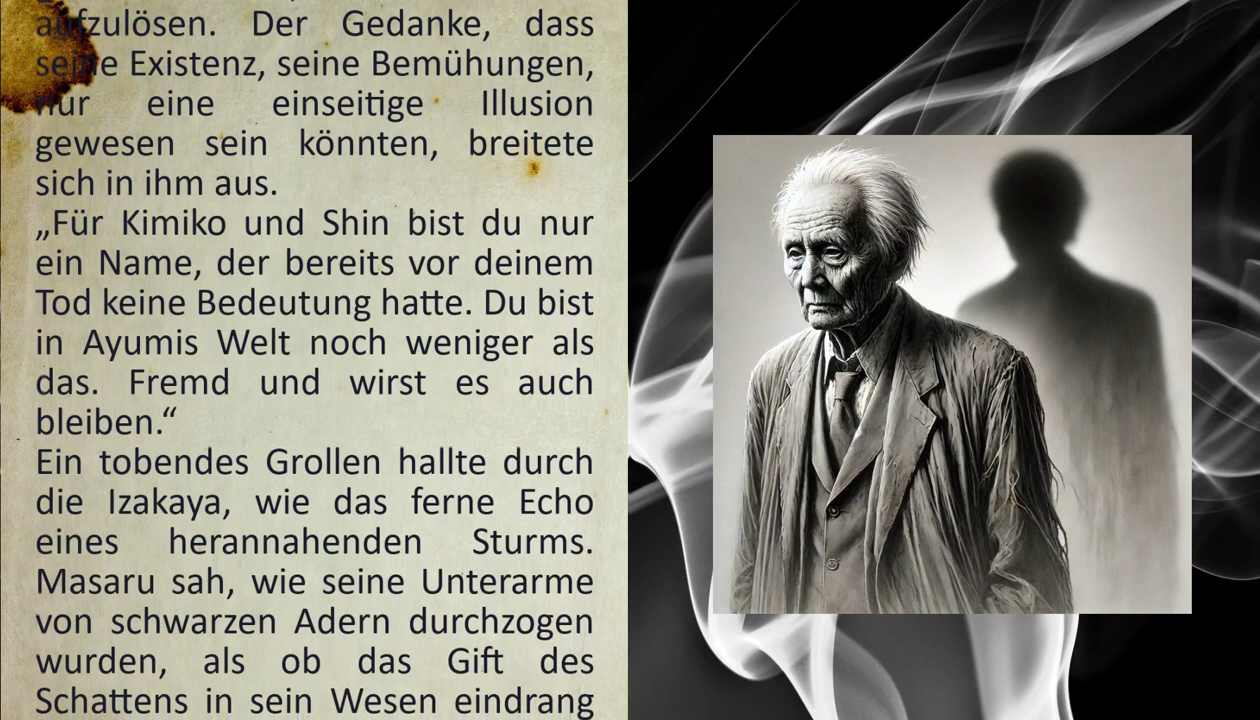 aufzulösen. Der Gedanke, dass
seine Existenz, seine Bemühungen,
nur eine einseitige Illusion
gewesen sein könnten, breitete
sich in ihm aus.
„Für Kimiko und Shin bist du nur
ein Name, der bereits vor deinem
Tod keine Bedeutung hatte. Du bist
in Ayumis Welt noch weniger als
das. Fremd und wirst es auch
bleiben.“
Ein tobendes Grollen hallte durch
die Izakaya, wie das ferne Echo
eines herannahenden Sturms.
Masaru sah, wie seine Unterarme
von schwarzen Adern durchzogen
wurden, als ob das Gift des
Schattens in sein Wesen eindrang